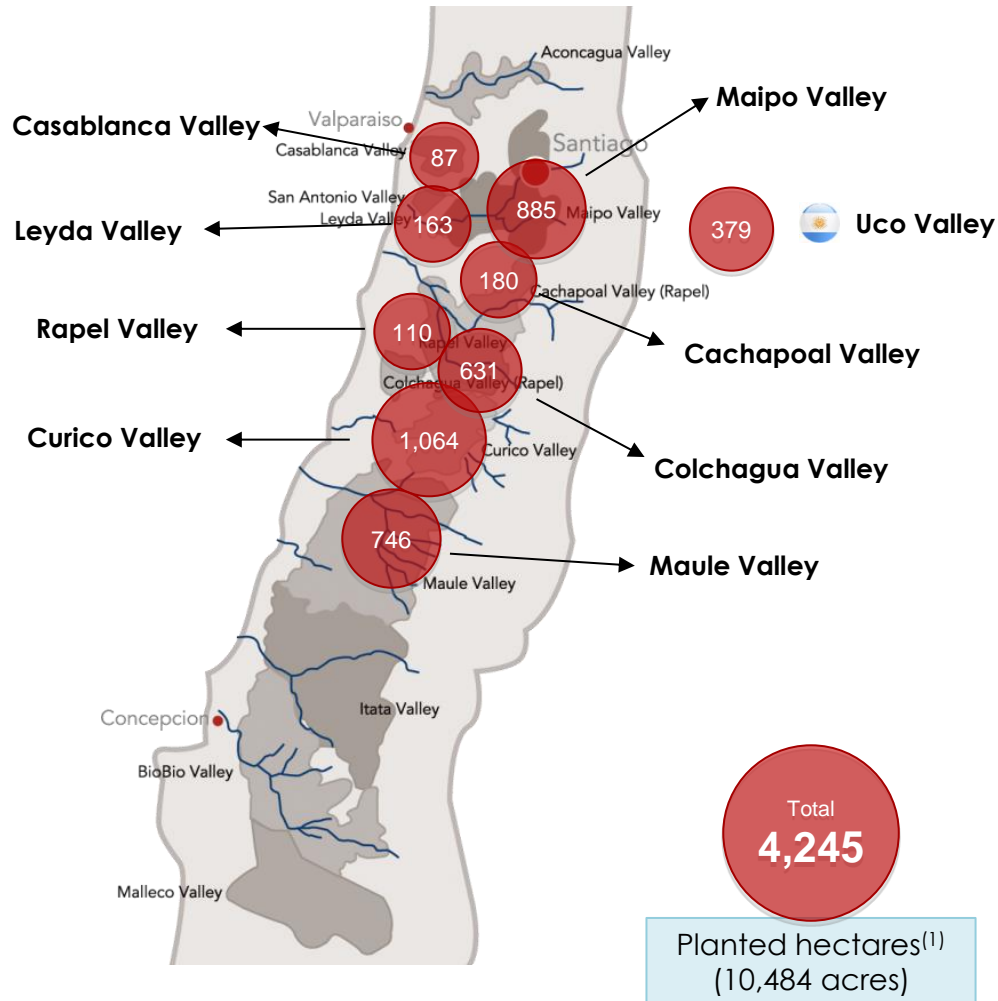 Aconcagua Valley
Maipo Valley
Valparaiso
Casablanca Valley
Casablanca Valley
87
Santiago
San Antonio Valley
Leyda Valley
Leyda Valley
163
885
Maipo Valley
379
Uco Valley
180
Cachapoal Valley (Rapel)
Rapel Valley
110
Rapel Valley
Cachapoal Valley
631
Colchagua Valley (Rapel)
Curico Valley
1,064
Curico Valley
Colchagua Valley
746
Maule Valley
Maule Valley
Itata Valley
Concepcion
BioBio Valley
Total
4,245
Malleco Valley
Planted hectares(1)
(10,484 acres)